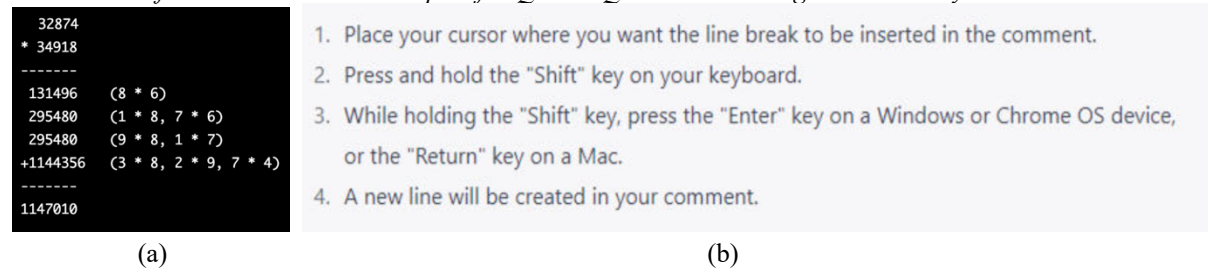 32874
* 34918
-------
131496 (8 * 6)
295480 (1 * 8, 7 * 6)
295480 (9 * 8, 1 * 7)
+1144356 (3 * 8, 2 * 9, 7 * 4)
-------
1147010
(a)
1. Place your cursor where you want the line break to be inserted in the comment.
2. Press and hold the "Shift" key on your keyboard.
3. While holding the "Shift" key, press the "Enter" key on a Windows or Chrome OS device,
or the "Return" key on a Mac.
4. A new line will be created in your comment.
(b)